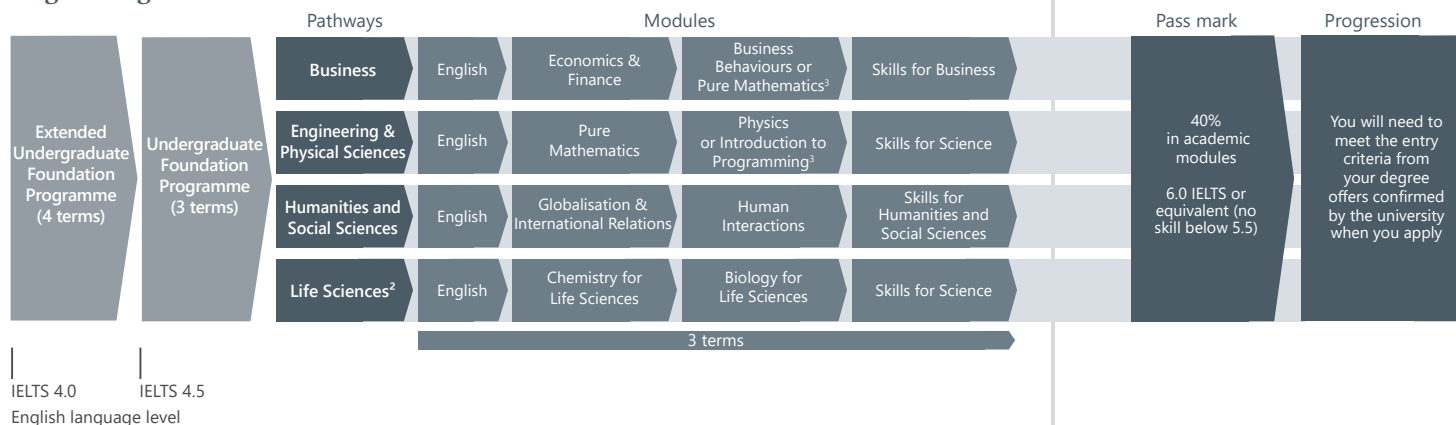 Pathways
Modules
Pass mark
Progression
Extended
Undergraduate
Foundation
Programme
(4 terms)
Undergraduate
Foundation
Programme
(3 terms)
Business
English
Economics &
Finance
Business
Behaviours or
Pure Mathematics³
Skills for Business
Engineering &
Physical Sciences
English
Pure
Mathematics
Physics
or Introduction to
Programming³
Skills for Science
Humanities and
Social Sciences
English
Globalisation &
International Relations
Human
Interactions
Skills for
Humanities and
Social Sciences
Life Sciences²
English
Chemistry for
Life Sciences
Biology for
Life Sciences
Skills for Science
3 terms
40%
in academic
modules
6.0 IELTS or
equivalent (no
skill below 5.5)
You will need to
meet the entry
criteria from
your degree
offers confirmed
by the university
when you apply
IELTS 4.0
IELTS 4.5
English language level